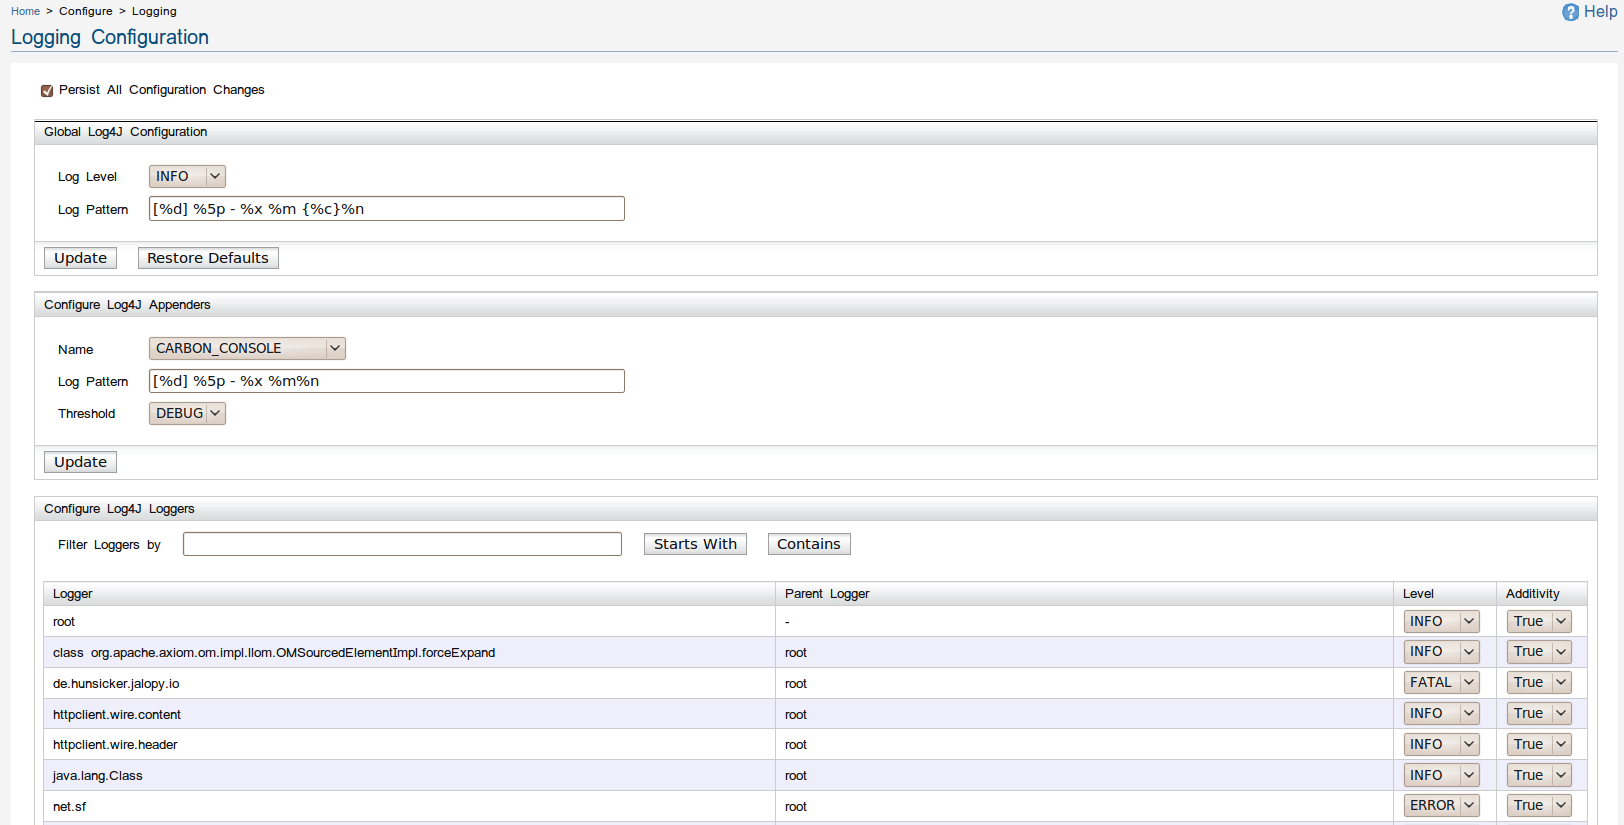 Home > Configure > Logging
Help
Logging Configuration
Persist All Configuration Changes
Global Log4J Configuration
Log Level INFO
Log Pattern [%d] %5p - %x %m {%c}%n
Update Restore Defaults
Configure Log4J Appenders
Name CARBON_CONSOLE
Log Pattern [%d] %5p - %x %m%n
Threshold DEBUG
Update
Configure Log4J Loggers
Filter Loggers by Starts With Contains
Logger Parent Logger Level Additivity
root - INFO True
class org.apache.axiom.om.impl.llom.OMSourcedElementImpl.forceExpand root INFO True
de.hunsicker.jalopy.io root FATAL True
httpclient.wire.content root INFO True
httpclient.wire.header root INFO True
java.lang.Class root INFO True
net.sf root ERROR True